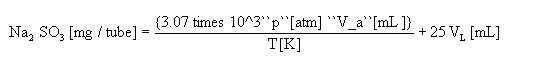 Na₂ SO₃ [mg / tube] = {3.07 times 10^3``p``[atm] ``V_a``[mL ]} / T[K] + 25 V_L [mL]